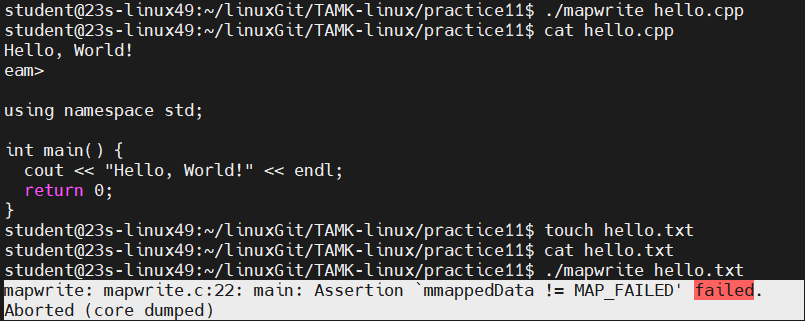 student@23s-linux49:~/linuxGit/TAMK-linux/practice11$ ./mapwrite hello.cpp
student@23s-linux49:~/linuxGit/TAMK-linux/practice11$ cat hello.cpp
Hello, World!
eam>
using namespace std;
int main() {
  cout << "Hello, World!" << endl;
  return 0;
}
student@23s-linux49:~/linuxGit/TAMK-linux/practice11$ touch hello.txt
student@23s-linux49:~/linuxGit/TAMK-linux/practice11$ cat hello.txt
student@23s-linux49:~/linuxGit/TAMK-linux/practice11$ ./mapwrite hello.txt
mapwrite: mapwrite.c:22: main: Assertion `mmappedData != MAP_FAILED' failed.
Aborted (core dumped)